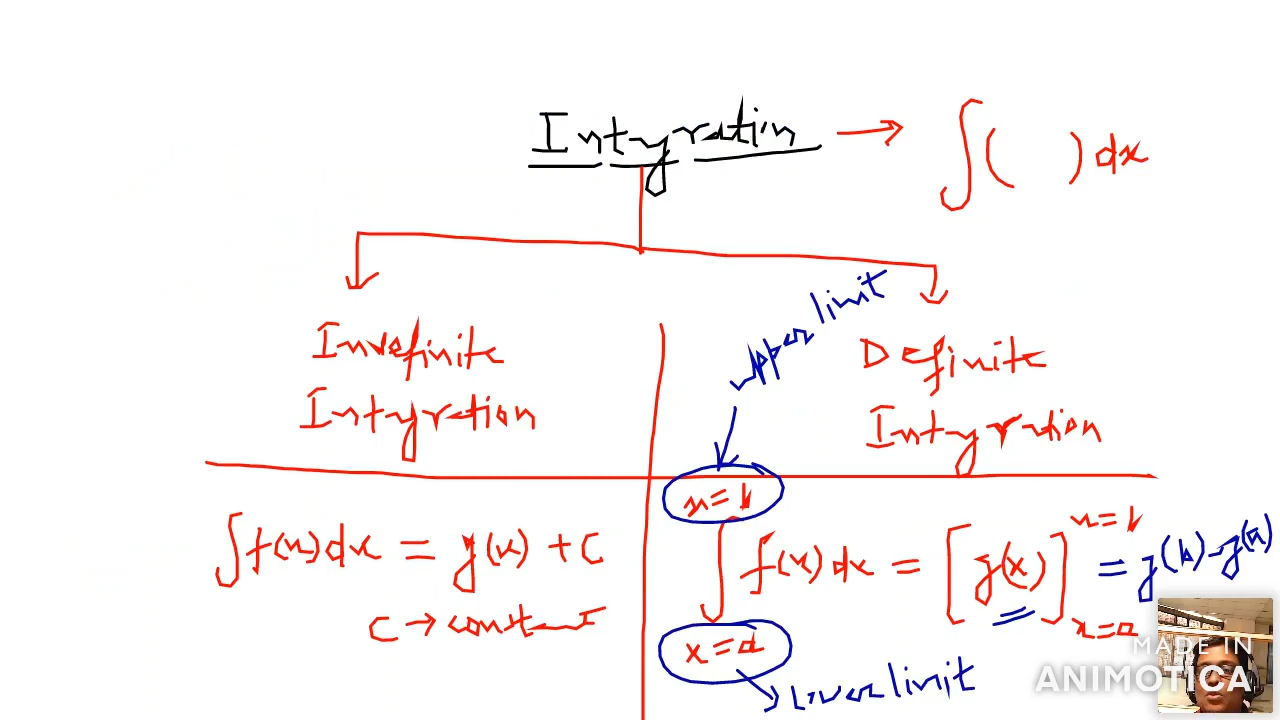 Integration → ∫( ) dx
Indefinite
Integration
upper limit
Definite
Integration
∫f(x)dx = g(x) + C
C → constant
x=b
∫ f(x) dx = [g(x)]
x=b
x=a
= g(b)-g(a)
x=a
Lower limit
MADE IN
ANIMOTICA